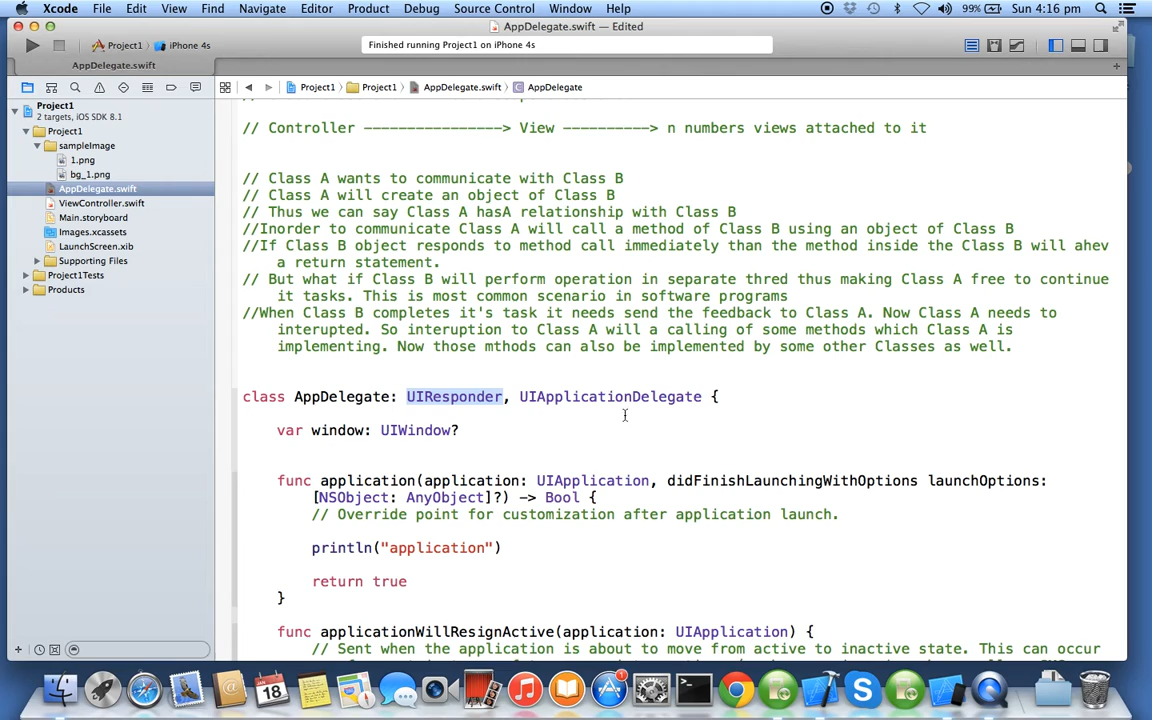 Xcode File Edit View Find Navigate Editor Product Debug Source Control Window Help 99% Sun 4:16 pm
AppDelegate.swift — Edited
Project1 iPhone 4s Finished running Project1 on iPhone 4s
AppDelegate.swift
Project1 Project1 AppDelegate.swift C AppDelegate
Project1
2 targets, iOS SDK 8.1
Project1
sampleImage
1.png
bg_1.png
AppDelegate.swift
ViewController.swift
Main.storyboard
Images.xcassets
LaunchScreen.xib
Supporting Files
Project1Tests
Products
// Controller ----------------> View ----------> n numbers views attached to it
// Class A wants to communicate with Class B
// Class A will create an object of Class B
// Thus we can say Class A hasA relationship with Class B
//Inorder to communicate Class A will call a method of Class B using an object of Class B
//If Class B object responds to method call immediately than the method inside the Class B will ahev
a return statement.
// But what if Class B will perform operation in separate thred thus making Class A free to continue
it tasks. This is most common scenario in software programs
//When Class B completes it's task it needs send the feedback to Class A. Now Class A needs to
interupted. So interuption to Class A will a calling of some methods which Class A is
implementing. Now those mthods can also be implemented by some other Classes as well.
class AppDelegate: UIResponder, UIApplicationDelegate {
var window: UIWindow?
func application(application: UIApplication, didFinishLaunchingWithOptions launchOptions:
[NSObject: AnyObject]?) -> Bool {
// Override point for customization after application launch.
println("application")
return true
}
func applicationWillResignActive(application: UIApplication) {
// Sent when the application is about to move from active to inactive state. This can occur
18
1